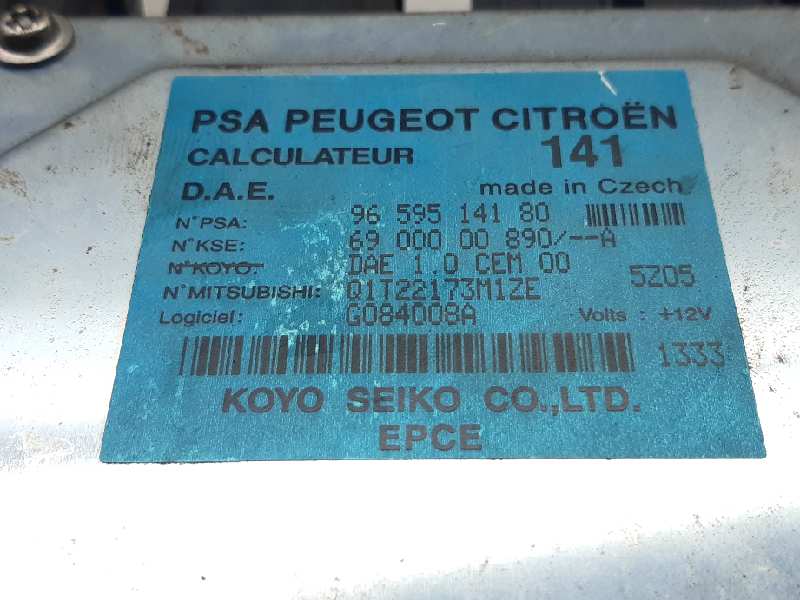 PSA PEUGEOT CITROËN
CALCULATEUR 141
D.A.E. made in Czech
N°PSA: 96 595 141 80
N°KSE: 69 000 00 890/--A
N°KOYO: DAE 1.0 CEM 00 5Z05
N°MITSUBISHI: Q1T22173M1ZE
Logiciel: G084008A Volts : +12V
1333
KOYO SEIKO CO.,LTD.
EPCE